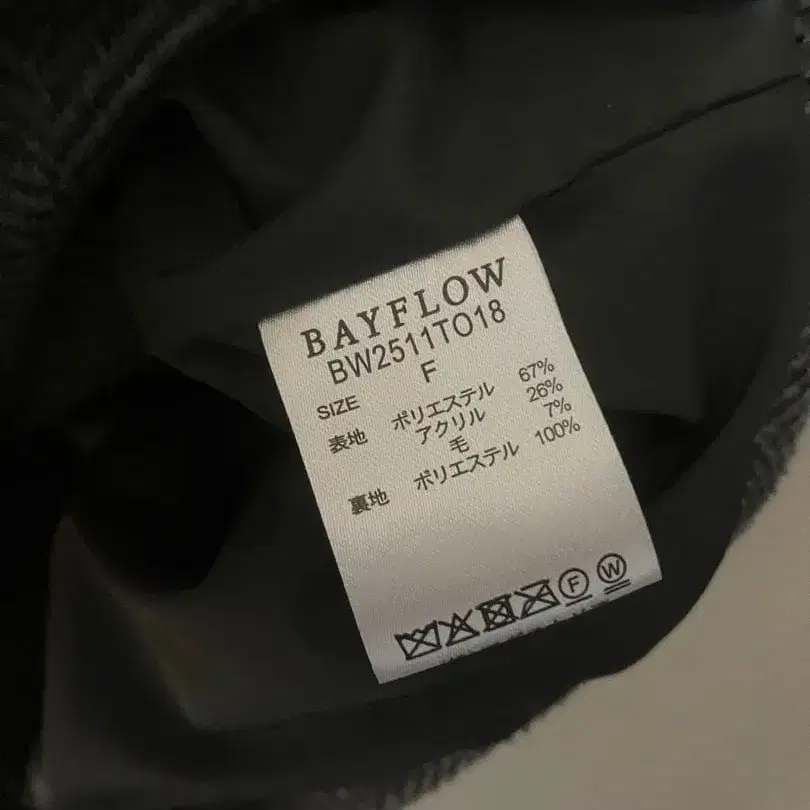 BAYFLOW
BW2511TO18
SIZE F
表地 ポリエステル 67%
アクリル 26%
毛 7%
裏地 ポリエステル 100%
F W